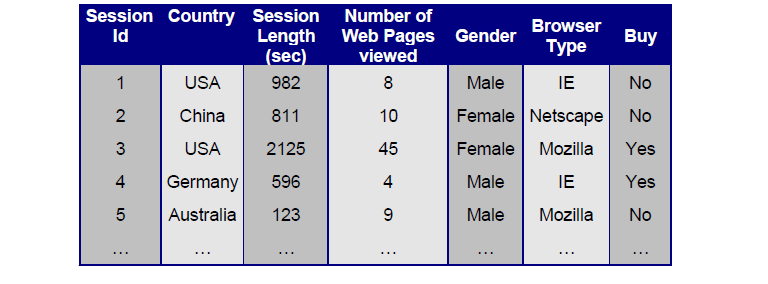 Session Id Country Session Length (sec) Number of Web Pages viewed Gender Browser Type Buy
1 USA 982 8 Male IE No
2 China 811 10 Female Netscape No
3 USA 2125 45 Female Mozilla Yes
4 Germany 596 4 Male IE Yes
5 Australia 123 9 Male Mozilla No
… … … … … … …